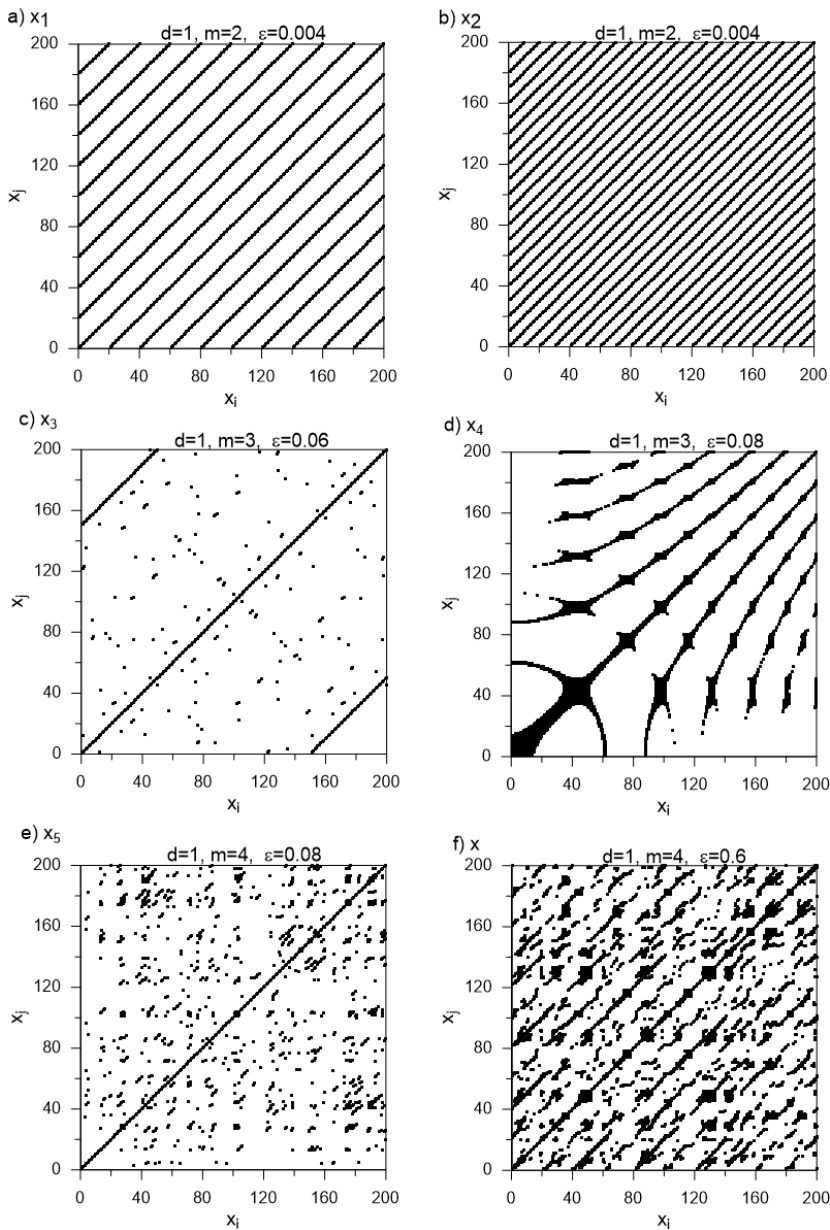 a) x1
d=1, m=2, ε=0.004
200
160
120
80
40
0
xj
0 40 80 120 160 200
xi
b) x2
d=1, m=2, ε=0.004
200
160
120
80
40
0
xj
0 40 80 120 160 200
xi
c) x3
d=1, m=3, ε=0.06
200
160
120
80
40
0
xj
0 40 80 120 160 200
xi
d) x4
d=1, m=3, ε=0.08
200
160
120
80
40
0
xj
0 40 80 120 160 200
xi
e) x5
d=1, m=4, ε=0.08
200
160
120
80
40
0
xj
0 40 80 120 160 200
xi
f) x
d=1, m=4, ε=0.6
200
160
120
80
40
0
xj
0 40 80 120 160 200
xi